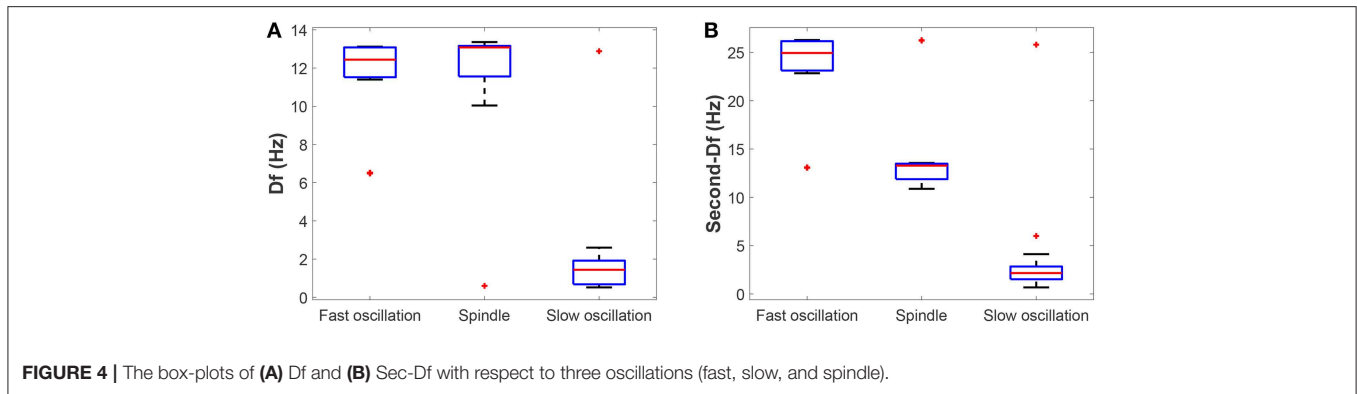 A
Df (Hz)
14
12
10
8
6
4
2
0
Fast oscillation Spindle Slow oscillation
B
Second-Df (Hz)
25
20
15
10
5
0
Fast oscillation Spindle Slow oscillation
FIGURE 4 | The box-plots of (A) Df and (B) Sec-Df with respect to three oscillations (fast, slow, and spindle).